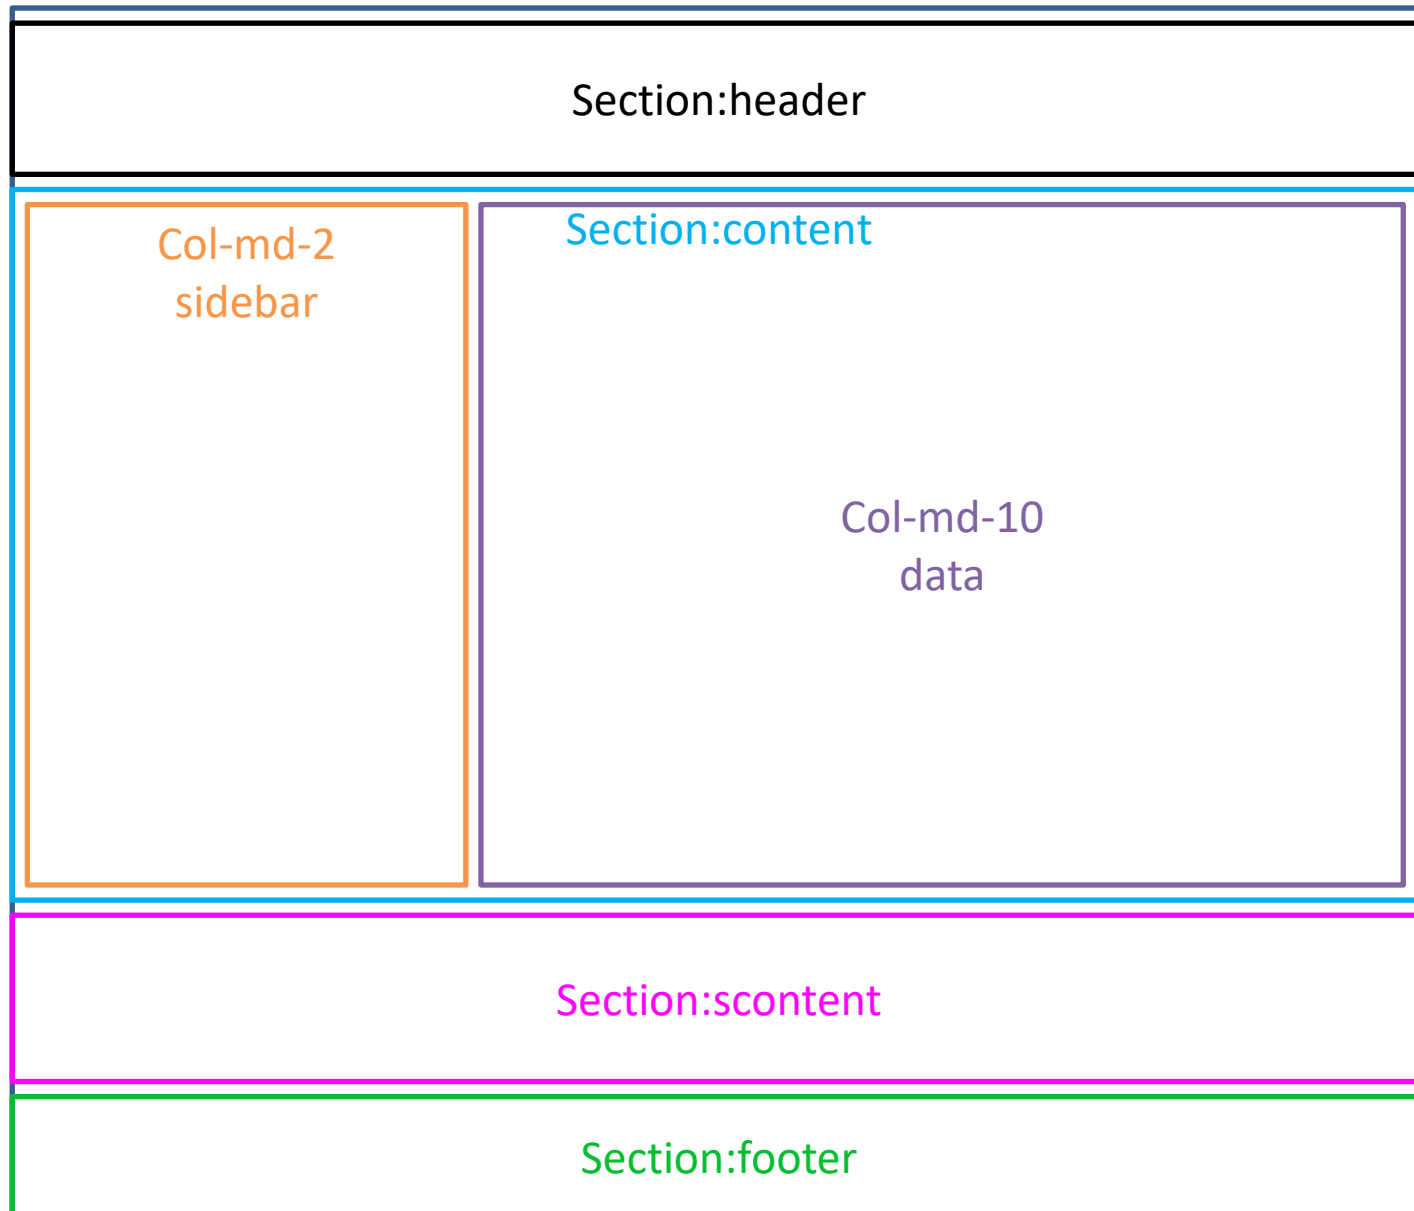 Section:header
Section:content
Col-md-2
sidebar
Col-md-10
data
Section:scontent
Section:footer